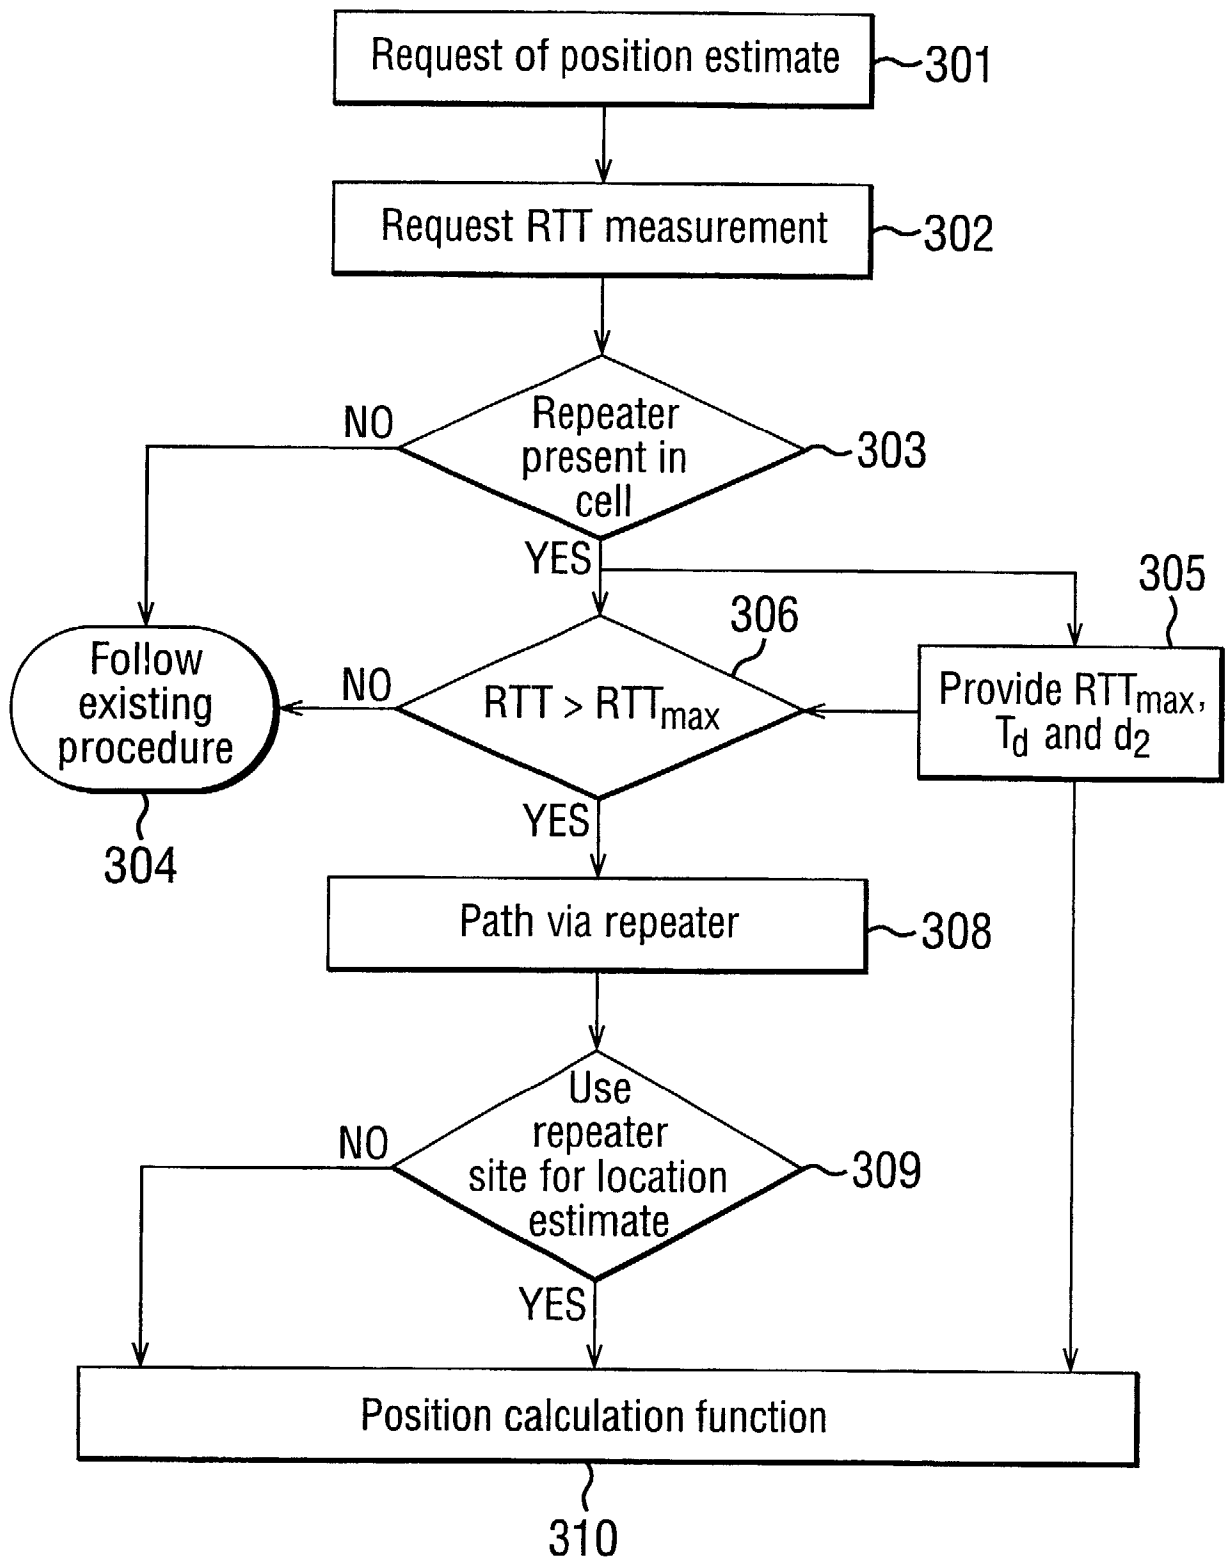 Request of position estimate
301
Request RTT measurement
302
Repeater
present in
cell
303
NO
YES
305
306
Follow
existing
procedure
NO
RTT > RTTmax
Provide RTTmax,
Td and d2
304
YES
Path via repeater
308
Use
repeater
site for location
estimate
NO
309
YES
Position calculation function
310